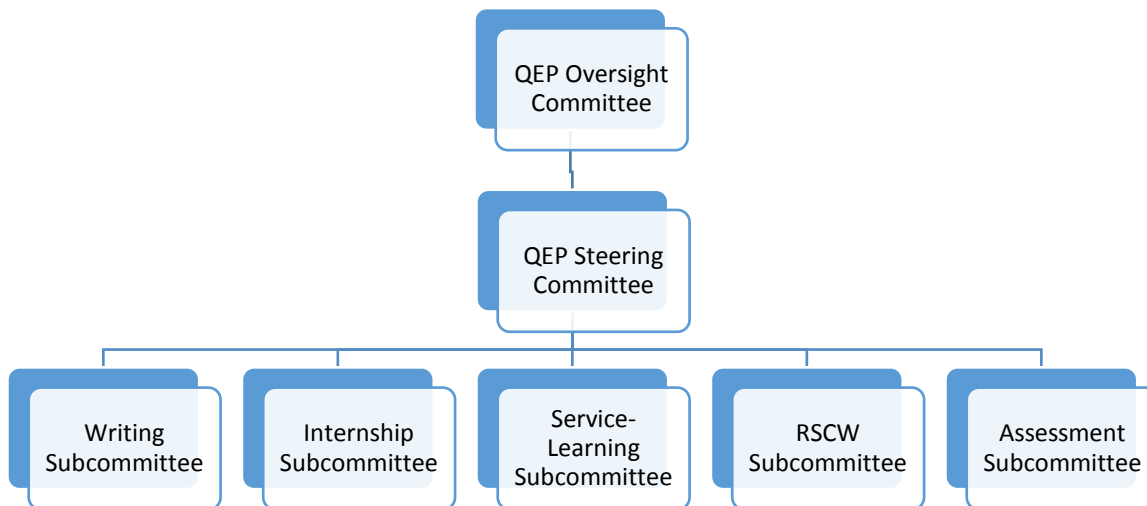 QEP Oversight
Committee
QEP Steering
Committee
Writing
Subcommittee
Internship
Subcommittee
Service-
Learning
Subcommittee
RSCW
Subcommittee
Assessment
Subcommittee